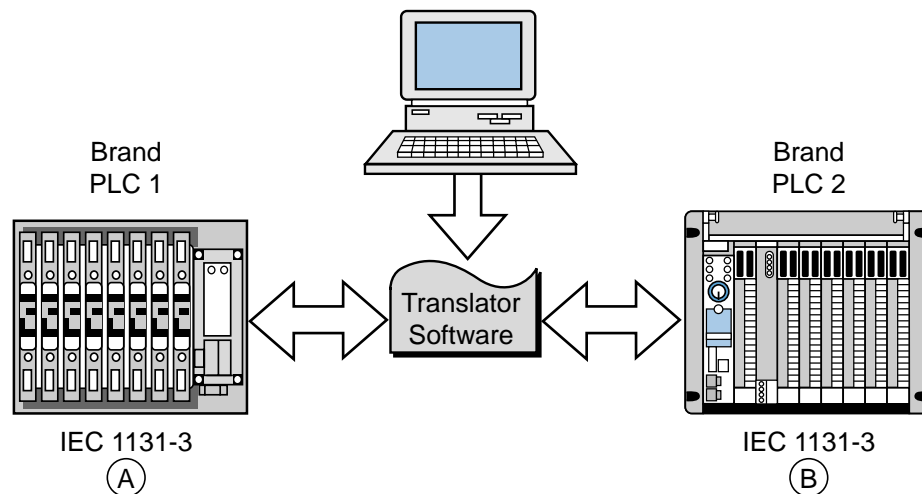 Brand
PLC 1
Brand
PLC 2
Translator
Software
IEC 1131-3
A
IEC 1131-3
B